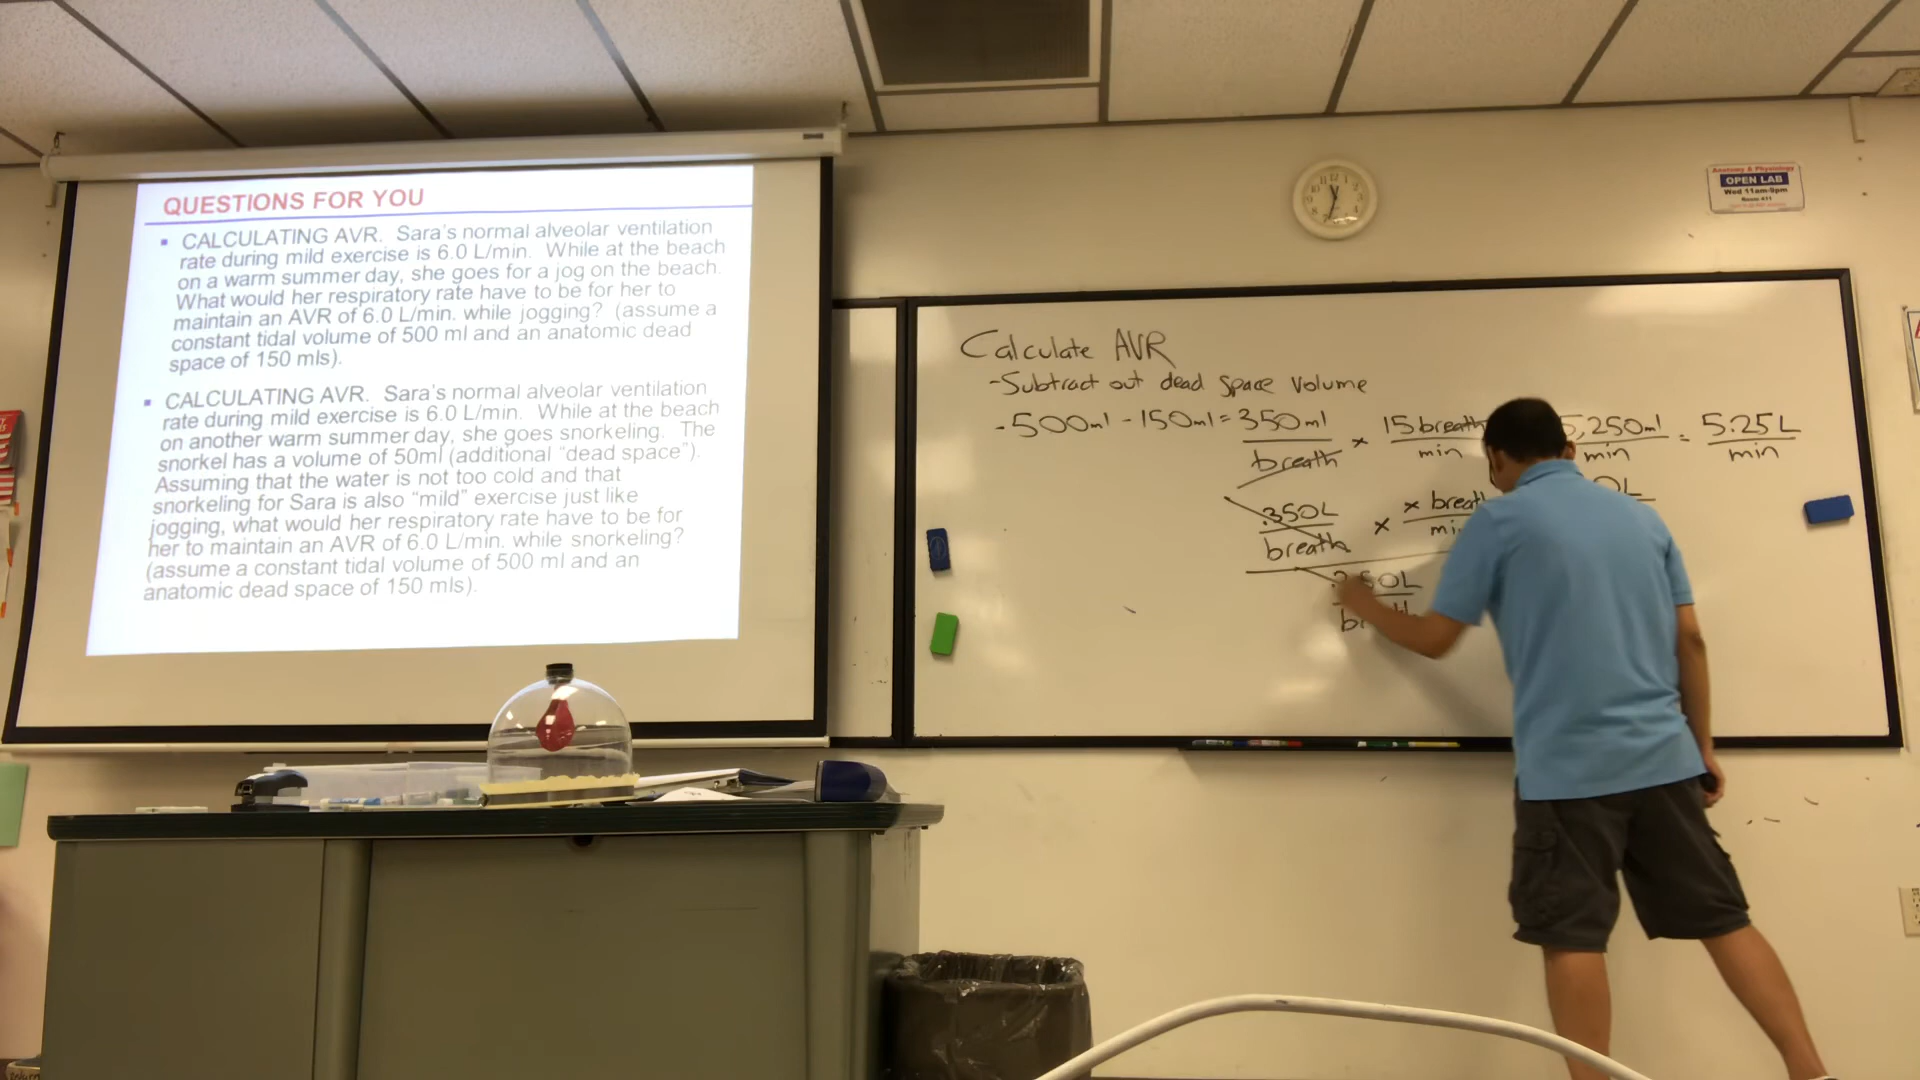 QUESTIONS FOR YOU
CALCULATING AVR. Sara's normal alveolar ventilation
rate during mild exercise is 6.0 L/min. While at the beach
on a warm summer day, she goes for a jog on the beach.
What would her respiratory rate have to be for her to
maintain an AVR of 6.0 L/min. while jogging? (assume a
constant tidal volume of 500 ml and an anatomic dead
space of 150 mls).
CALCULATING AVR. Sara's normal alveolar ventilation
rate during mild exercise is 6.0 L/min. While at the beach
on another warm summer day, she goes snorkeling. The
snorkel has a volume of 50ml (additional "dead space").
Assuming that the water is not too cold and that
snorkeling for Sara is also "mild" exercise just like
jogging, what would her respiratory rate have to be for
her to maintain an AVR of 6.0 L/min. while snorkeling?
(assume a constant tidal volume of 500 ml and an
anatomic dead space of 150 mls).
Calculate AVR
-Subtract out dead space volume
-500ml -150ml = 350ml × 15 breath ,250ml = 5.25L
breath min min min
.350L × x breath
breath
Anatomy & Physiology
OPEN LAB
Wed 11am-8pm